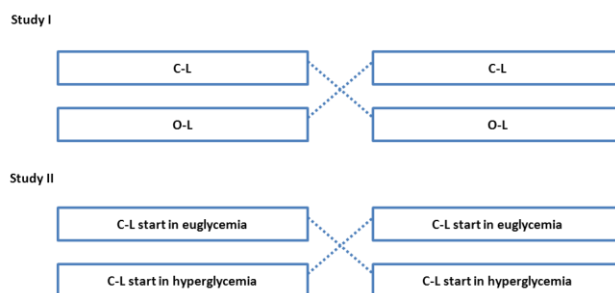 Study I
C-L C-L
O-L O-L
Study II
C-L start in euglycemia C-L start in euglycemia
C-L start in hyperglycemia C-L start in hyperglycemia